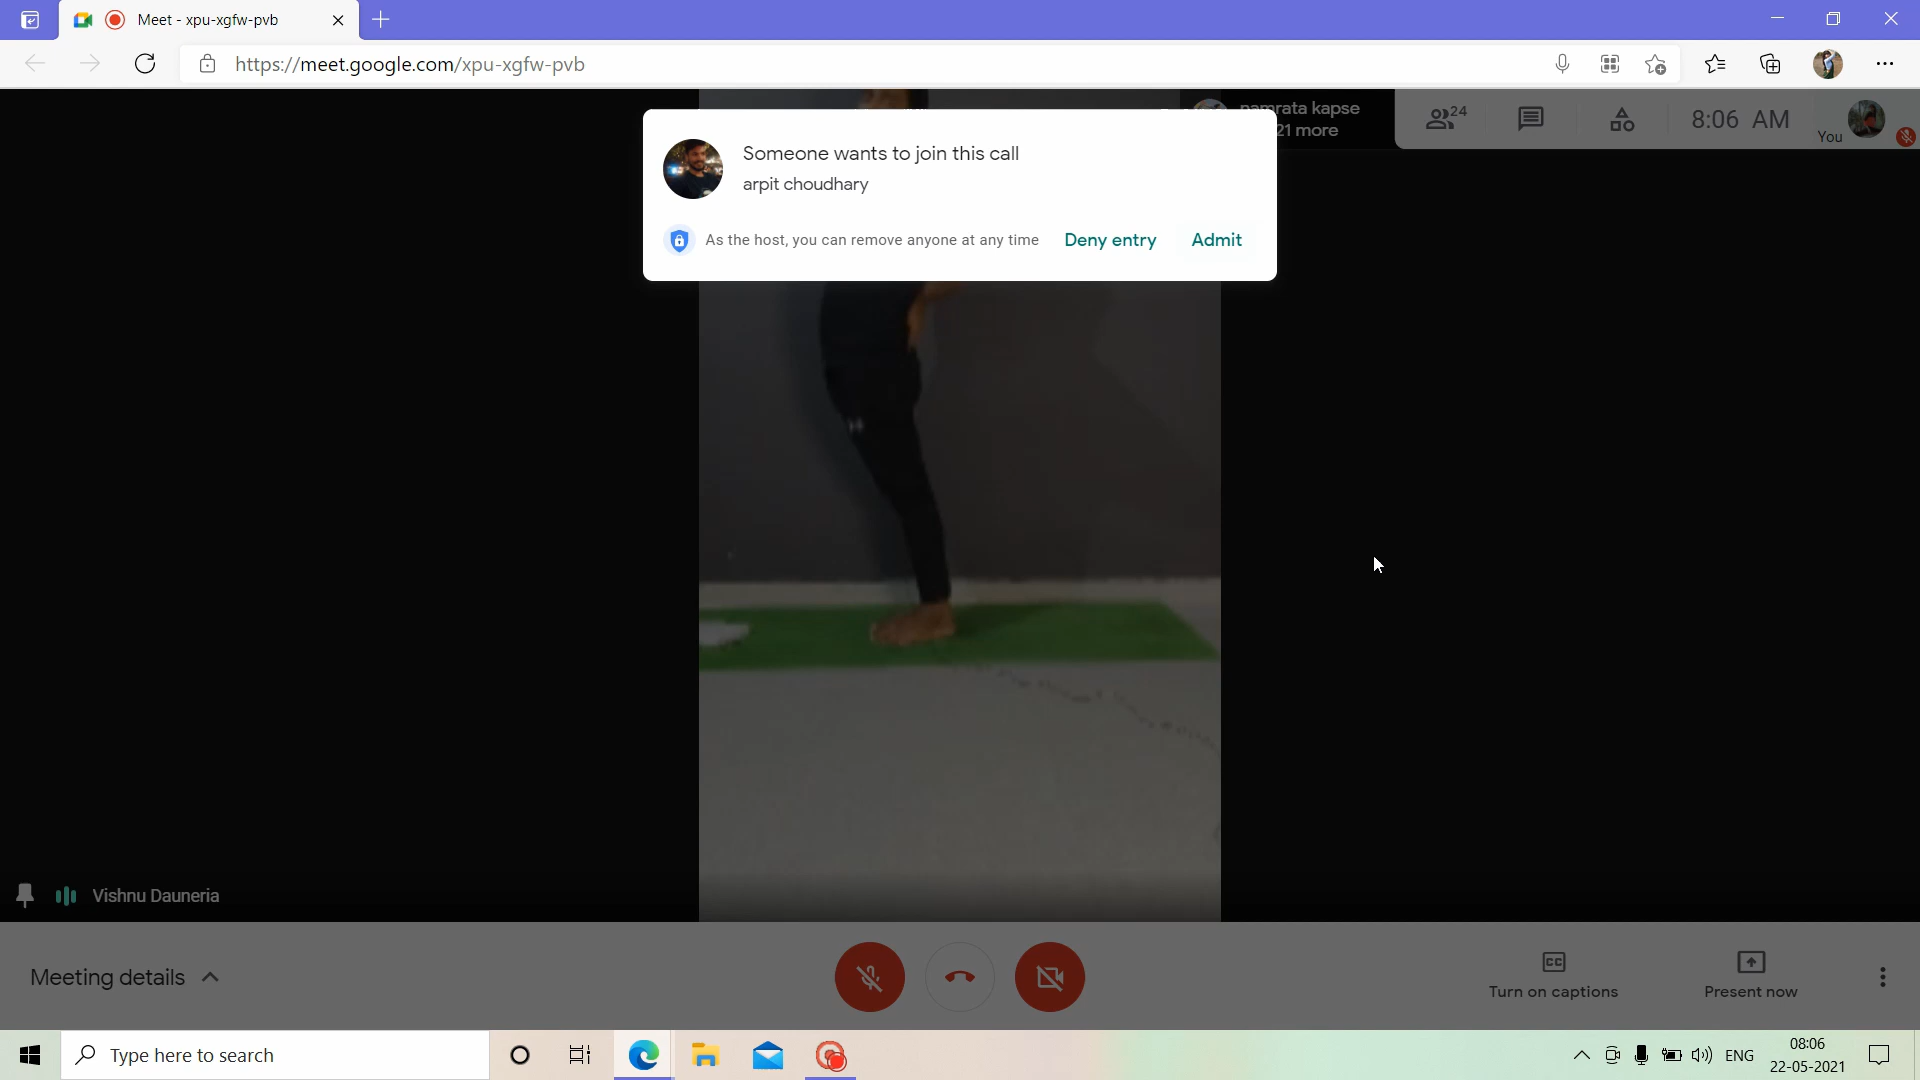 Meet - xpu-xgfw-pvb
https://meet.google.com/xpu-xgfw-pvb
namrata kapse
21 more
24
8:06 AM
You
Someone wants to join this call
arpit choudhary
As the host, you can remove anyone at any time
Deny entry
Admit
Vishnu Dauneria
Meeting details
CC
Turn on captions
Present now
Type here to search
ENG
08:06
22-05-2021